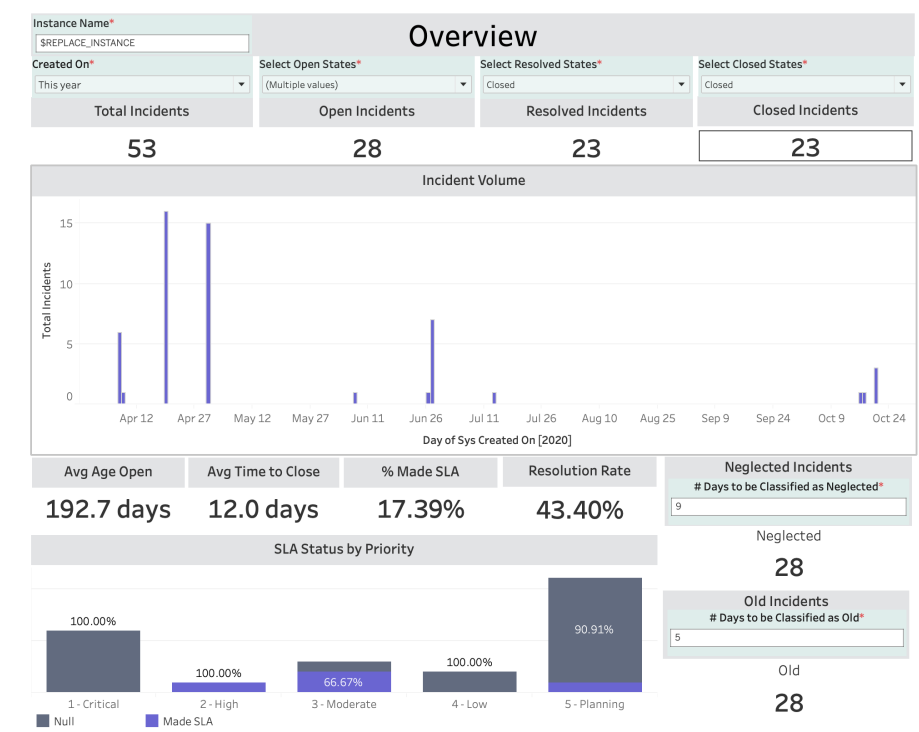 Instance Name*
$REPLACE_INSTANCE
Overview
Created On*
Select Open States*
Select Resolved States*
Select Closed States*
This year
(Multiple values)
Closed
Closed
Total Incidents
Open Incidents
Resolved Incidents
Closed Incidents
53
28
23
23
Incident Volume
Total Incidents
15
10
5
0
Apr 12
Apr 27
May 12
May 27
Jun 11
Jun 26
Jul 11
Jul 26
Aug 10
Aug 25
Sep 9
Sep 24
Oct 9
Oct 24
Day of Sys Created On [2020]
Avg Age Open
Avg Time to Close
% Made SLA
Resolution Rate
192.7 days
12.0 days
17.39%
43.40%
Neglected Incidents
# Days to be Classified as Neglected*
9
Neglected
28
SLA Status by Priority
100.00%
100.00%
66.67%
100.00%
90.91%
1 - Critical
2 - High
3 - Moderate
4 - Low
5 - Planning
Null
Made SLA
Old Incidents
# Days to be Classified as Old*
5
Old
28